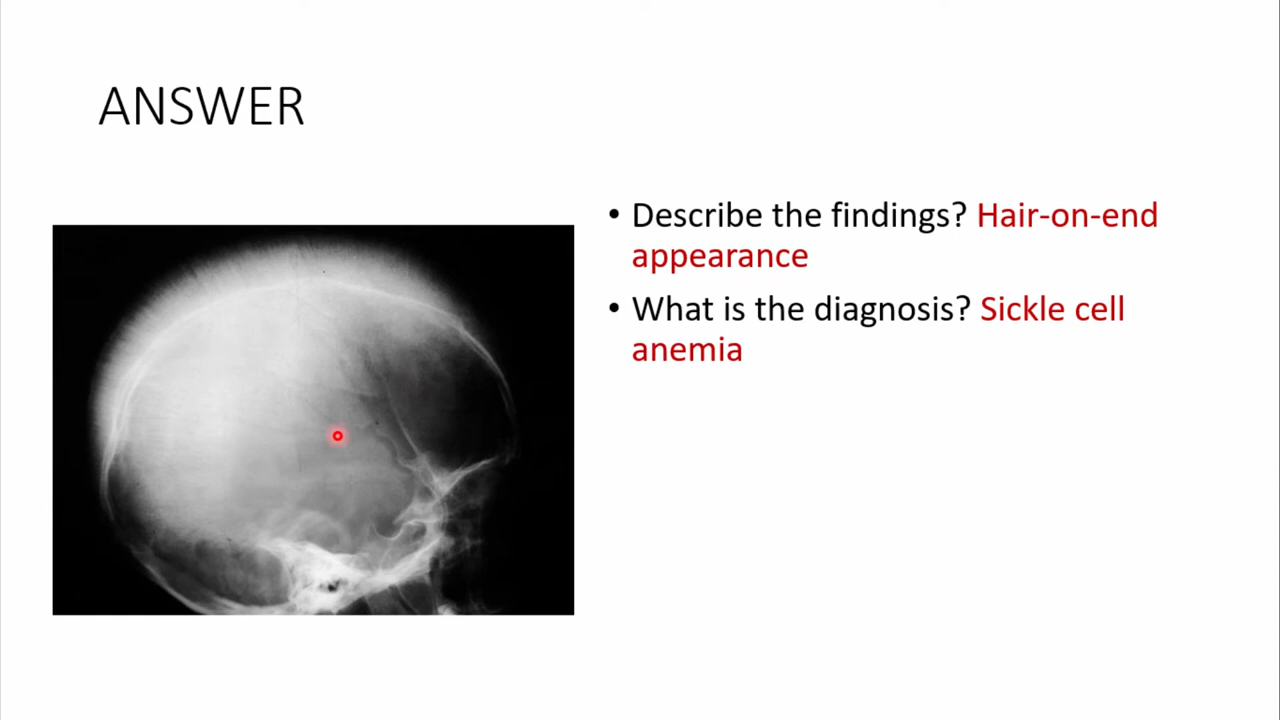 ANSWER
• Describe the findings? Hair-on-end
appearance
• What is the diagnosis? Sickle cell
anemia